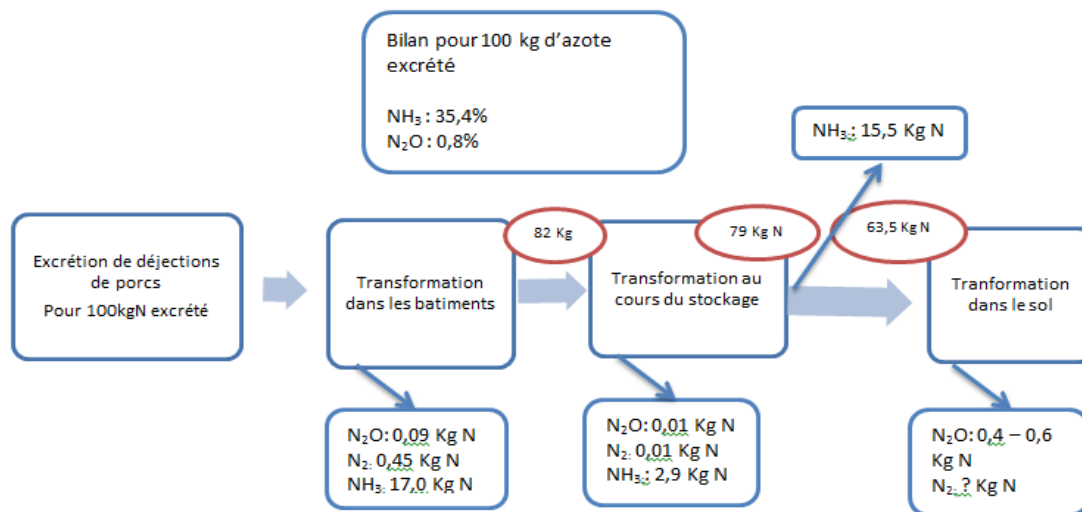 Bilan pour 100 kg d'azote
excrété
NH₃ : 35,4%
N₂O : 0,8%
NH₃ : 15,5 Kg N
Excrétion de déjections
de porcs
Pour 100kgN excrété
Transformation
dans les batiments
82 Kg
Transformation au
cours du stockage
79 Kg N
63,5 Kg N
Tranformation
dans le sol
N₂O: 0,09 Kg N
N₂: 0,45 Kg N
NH₃: 17,0 Kg N
N₂O: 0,01 Kg N
N₂: 0,01 Kg N
NH₃ : 2,9 Kg N
N₂O: 0,4 – 0,6
Kg N
N₂: ? Kg N